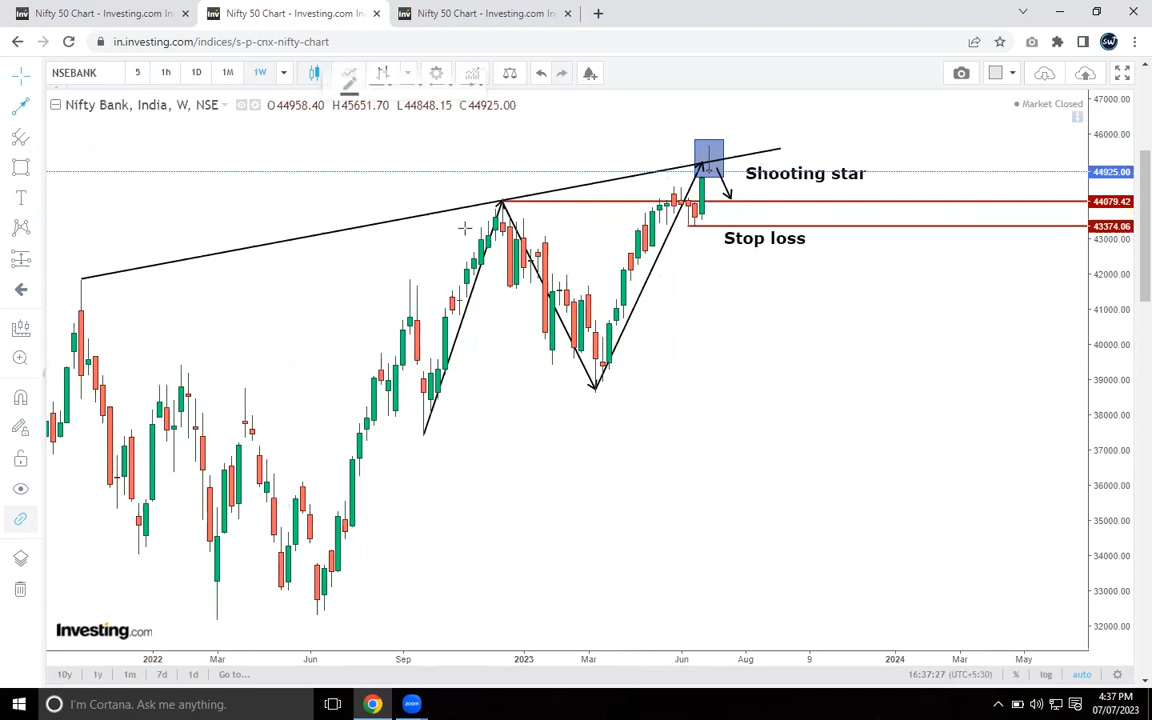 Nifty 50 Chart - Investing.com In
Nifty 50 Chart - Investing.com In
Nifty 50 Chart - Investing.com In
in.investing.com/indices/s-p-cnx-nifty-chart
NSEBANK
5
1h
1D
1M
1W
Nifty Bank, India, W, NSE
O44958.40 H45651.70 L44848.15 C44925.00
Market Closed
47000.00
46000.00
44925.00
44079.42
43374.06
43000.00
42000.00
41000.00
40000.00
39000.00
38000.00
37000.00
36000.00
35000.00
34000.00
33000.00
32000.00
Shooting star
Stop loss
Investing.com
2022 Mar Jun Sep 2023 Mar Jun Aug 9 2024 Mar May
10y 1y 1m 7d 1d Go to...
16:37:27 (UTC+5:30) % log auto
I'm Cortana. Ask me anything.
4:37 PM
07/07/2023